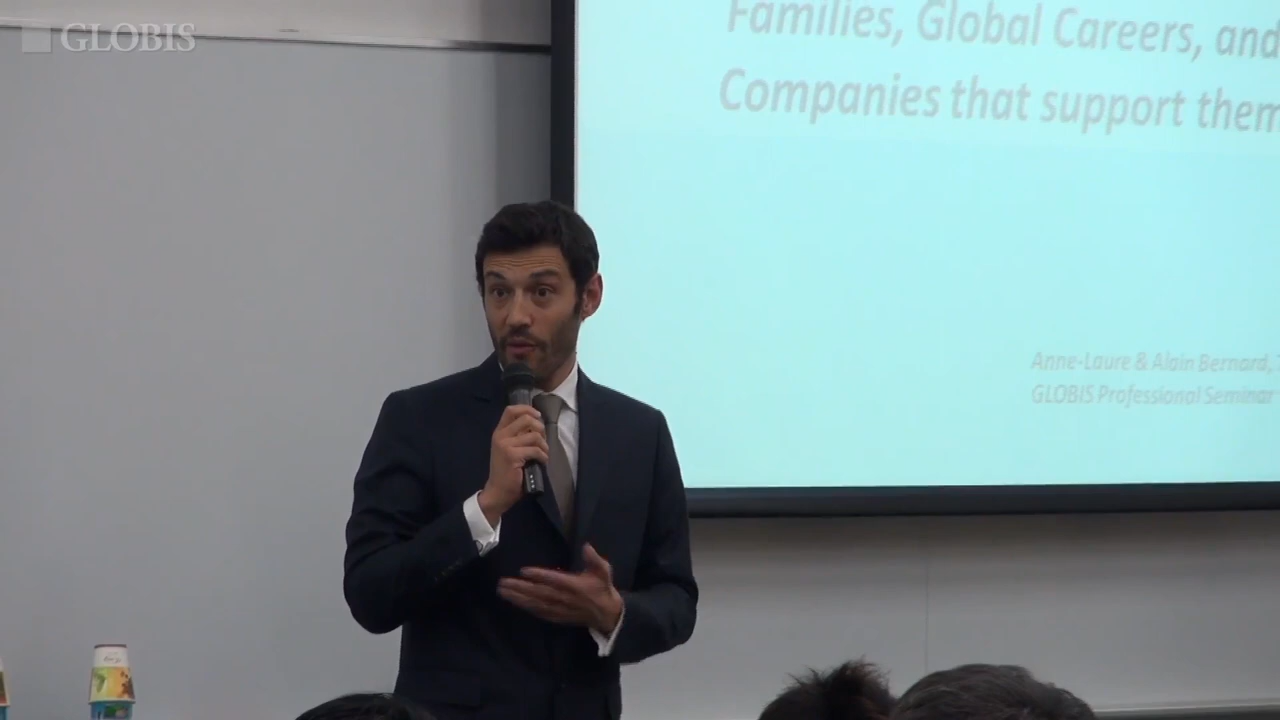 GLOBIS
Families, Global Careers, and
Companies that support them
Anne-Laure & Alain Bernard,
GLOBIS Professional Seminar